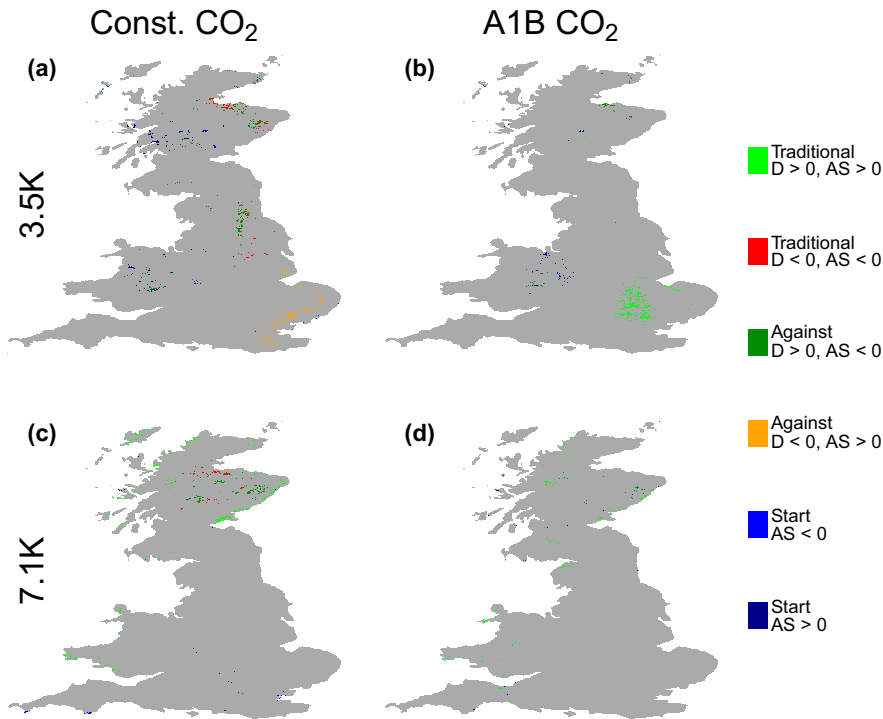 Const. CO₂
A1B CO₂
(a)
(b)
3.5K
Traditional
D > 0, AS > 0
Traditional
D < 0, AS < 0
Against
D > 0, AS < 0
Against
D < 0, AS > 0
Start
AS < 0
Start
AS > 0
(c)
(d)
7.1K